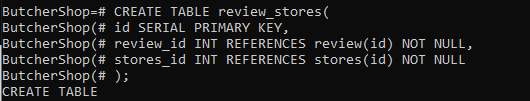 ButcherShop=# CREATE TABLE review_stores(
ButcherShop(# id SERIAL PRIMARY KEY,
ButcherShop(# review_id INT REFERENCES review(id) NOT NULL,
ButcherShop(# stores_id INT REFERENCES stores(id) NOT NULL
ButcherShop(# );
CREATE TABLE